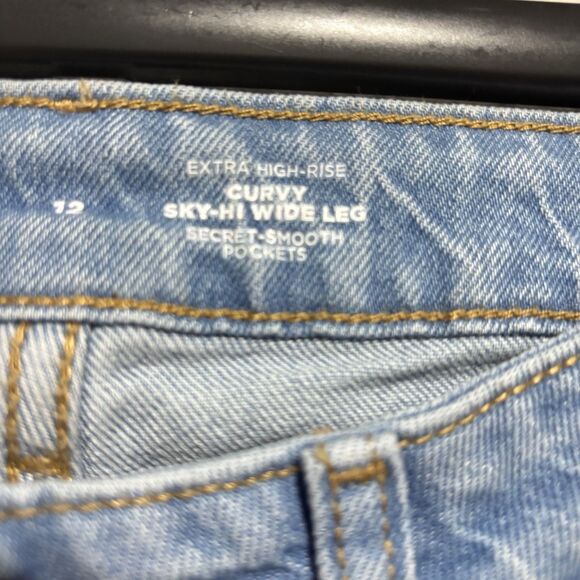 12
EXTRA HIGH-RISE
CURVY
SKY-HI WIDE LEG
SECRET-SMOOTH
POCKETS